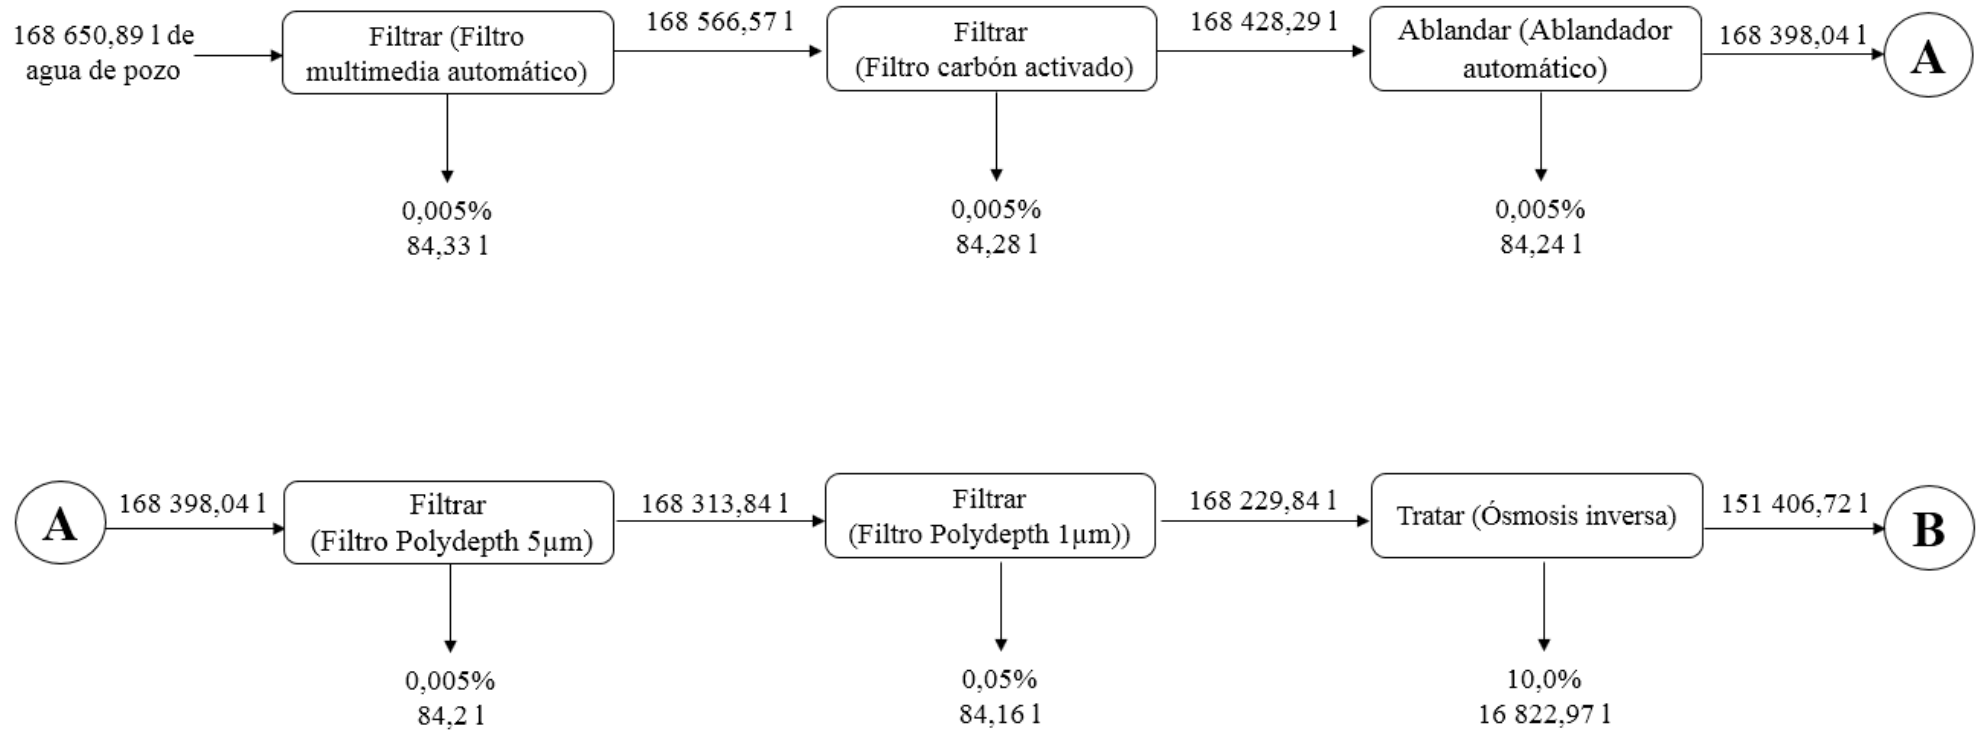 168 650,89 l de
agua de pozo
Filtrar (Filtro
multimedia automático)
168 566,57 l
Filtrar
(Filtro carbón activado)
168 428,29 l
Ablandar (Ablandador
automático)
168 398,04 l
A
0,005%
84,33 l
0,005%
84,28 l
0,005%
84,24 l
A
168 398,04 l
Filtrar
(Filtro Polydepth 5µm)
168 313,84 l
Filtrar
(Filtro Polydepth 1µm))
168 229,84 l
Tratar (Ósmosis inversa)
151 406,72 l
B
0,005%
84,2 l
0,05%
84,16 l
10,0%
16 822,97 l